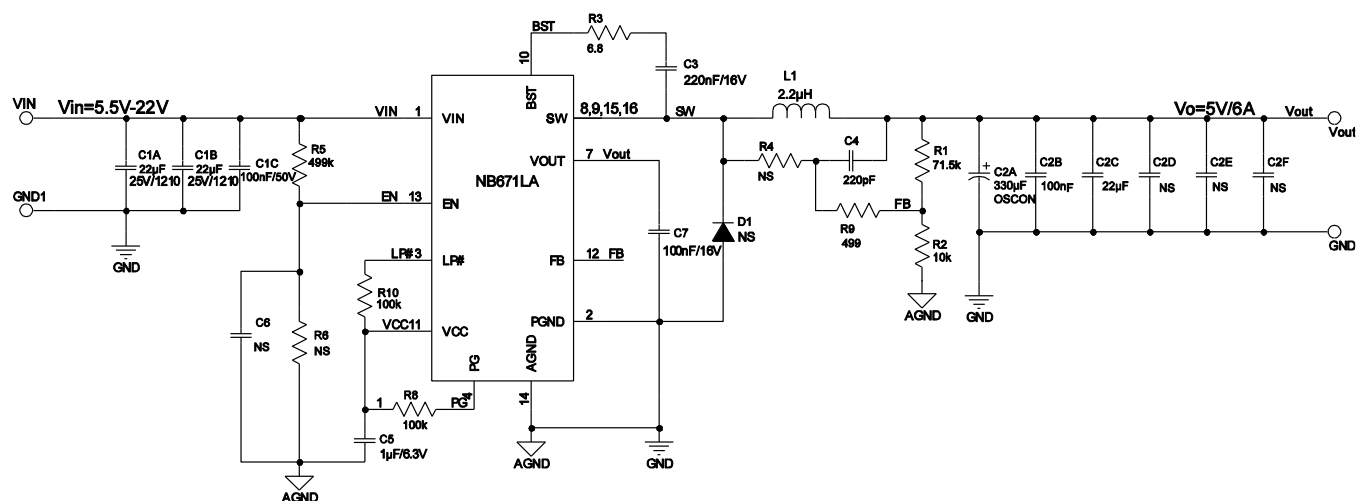 BST
R3
6.8
10
C3
220nF/16V
L1
2.2µH
VIN
Vin=5.5V-22V
VIN
1
VIN
BST
SW
8,9,15,16
SW
Vo=5V/6A
Vout
Vout
C1A
22µF
25V/1210
C1B
22µF
25V/1210
C1C
100nF/50V
R5
499k
VOUT
7
Vout
R4
NS
C4
220pF
R1
71.5k
C2A
330µF
OSCON
C2B
100nF
C2C
22µF
C2D
NS
C2E
NS
C2F
NS
NB671LA
GND1
EN
13
EN
D1
NS
R9
499
FB
R2
10k
GND
GND
C7
100nF/16V
LP#
3
LP#
FB
12
FB
R10
100k
AGND
GND
C6
NS
R6
NS
VCC
11
VCC
PGND
2
AGND
PG
1
R8
100k
PG
4
14
C5
1µF/6.3V
AGND
GND
AGND